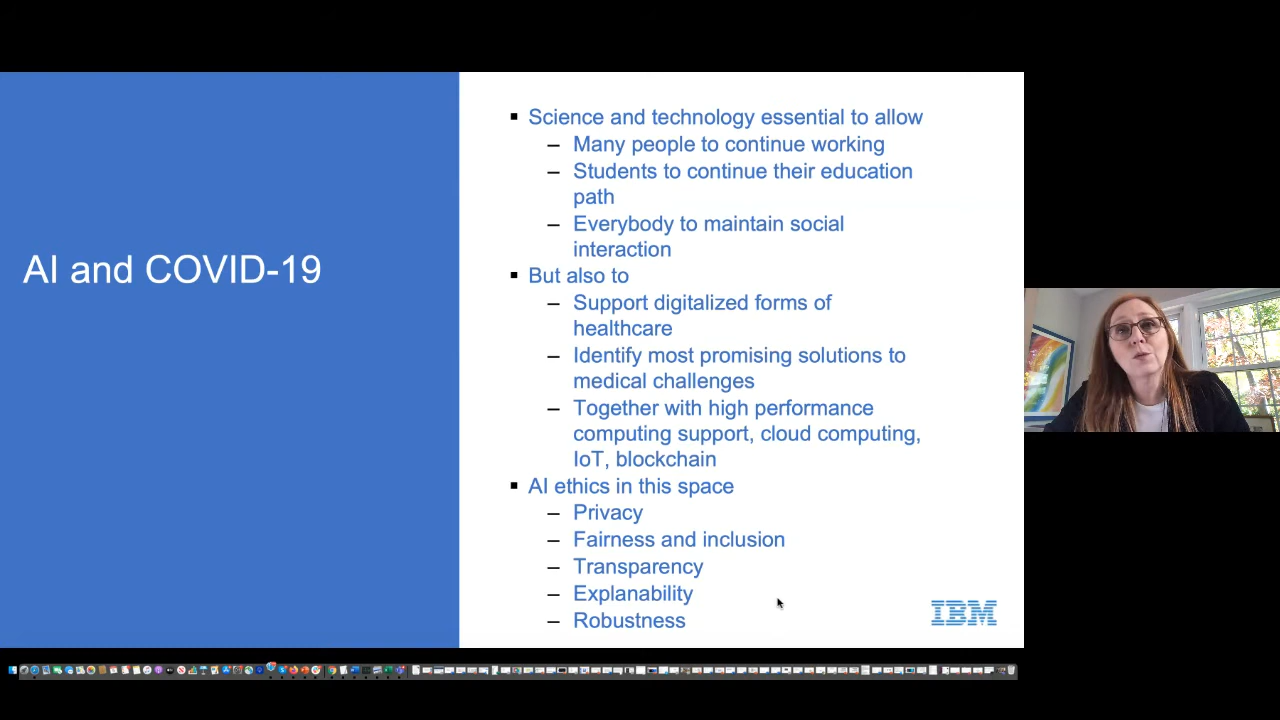 AI and COVID-19
▪ Science and technology essential to allow
– Many people to continue working
– Students to continue their education
path
– Everybody to maintain social
interaction
▪ But also to
– Support digitalized forms of
healthcare
– Identify most promising solutions to
medical challenges
– Together with high performance
computing support, cloud computing,
IoT, blockchain
▪ AI ethics in this space
– Privacy
– Fairness and inclusion
– Transparency
– Explanability
– Robustness
IBM